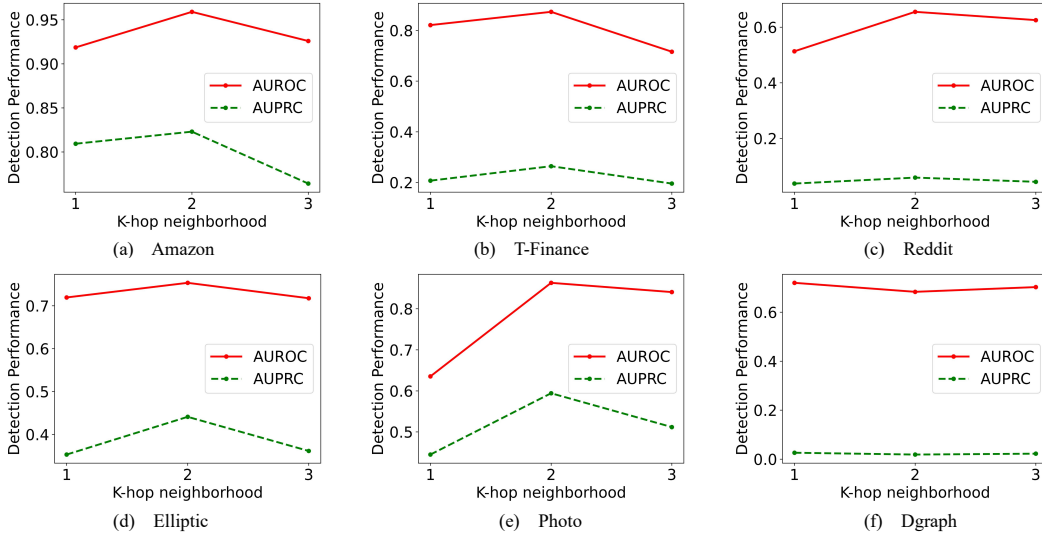 Detection Performance
0.95
0.90
0.85
0.80
AUROC
AUPRC
1 2 3
K-hop neighborhood
(a) Amazon
Detection Performance
0.8
0.6
0.4
0.2
AUROC
AUPRC
1 2 3
K-hop neighborhood
(b) T-Finance
Detection Performance
0.6
0.4
0.2
AUROC
AUPRC
1 2 3
K-hop neighborhood
(c) Reddit
Detection Performance
0.7
0.6
0.5
0.4
AUROC
AUPRC
1 2 3
K-hop neighborhood
(d) Elliptic
Detection Performance
0.8
0.7
0.6
0.5
AUROC
AUPRC
1 2 3
K-hop neighborhood
(e) Photo
Detection Performance
0.6
0.4
0.2
0.0
AUROC
AUPRC
1 2 3
K-hop neighborhood
(f) Dgraph